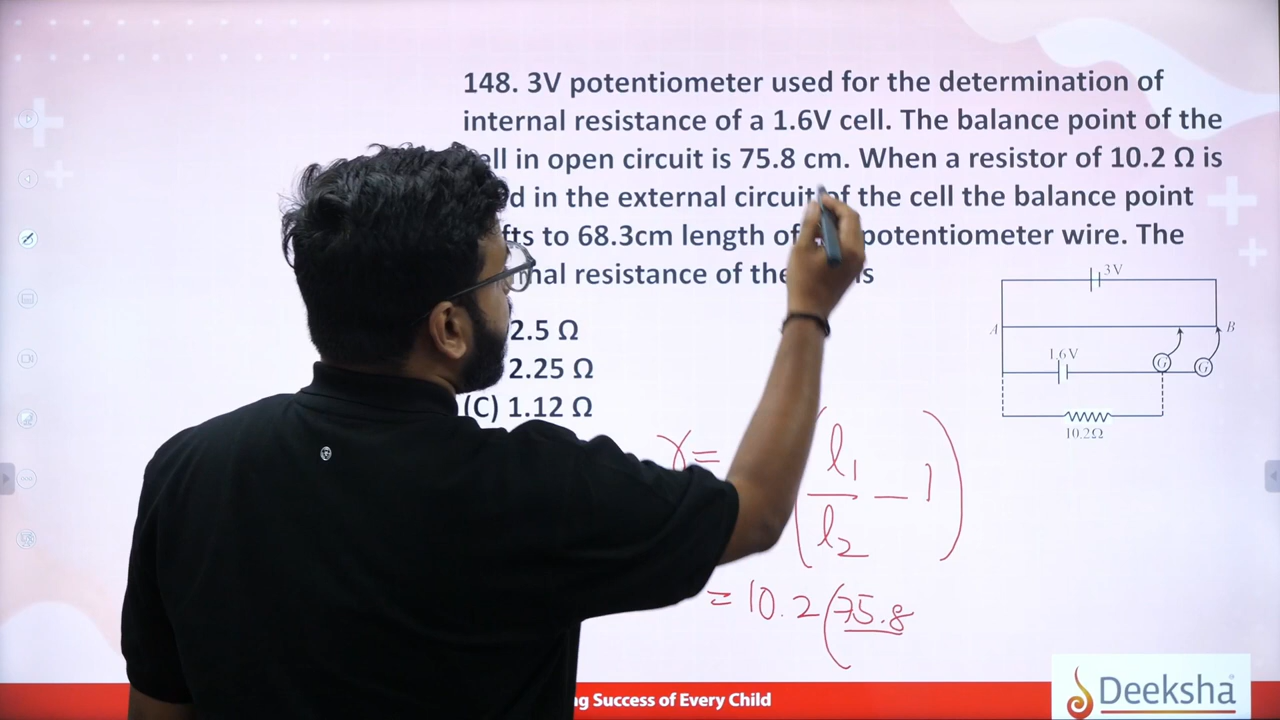 148. 3V potentiometer used for the determination of
internal resistance of a 1.6V cell. The balance point of the
in open circuit is 75.8 cm. When a resistor of 10.2 Ω is
in the external circuit of the cell the balance point
to 68.3cm length of potentiometer wire. The
resistance of the
2.5 Ω
2.25 Ω
(C) 1.12 Ω
3V
A
B
1.6V
G
G
10.2Ω
r = ( l₁ / l₂ – 1 )
= 10.2 ( 75.8
Success of Every Child
Deeksha